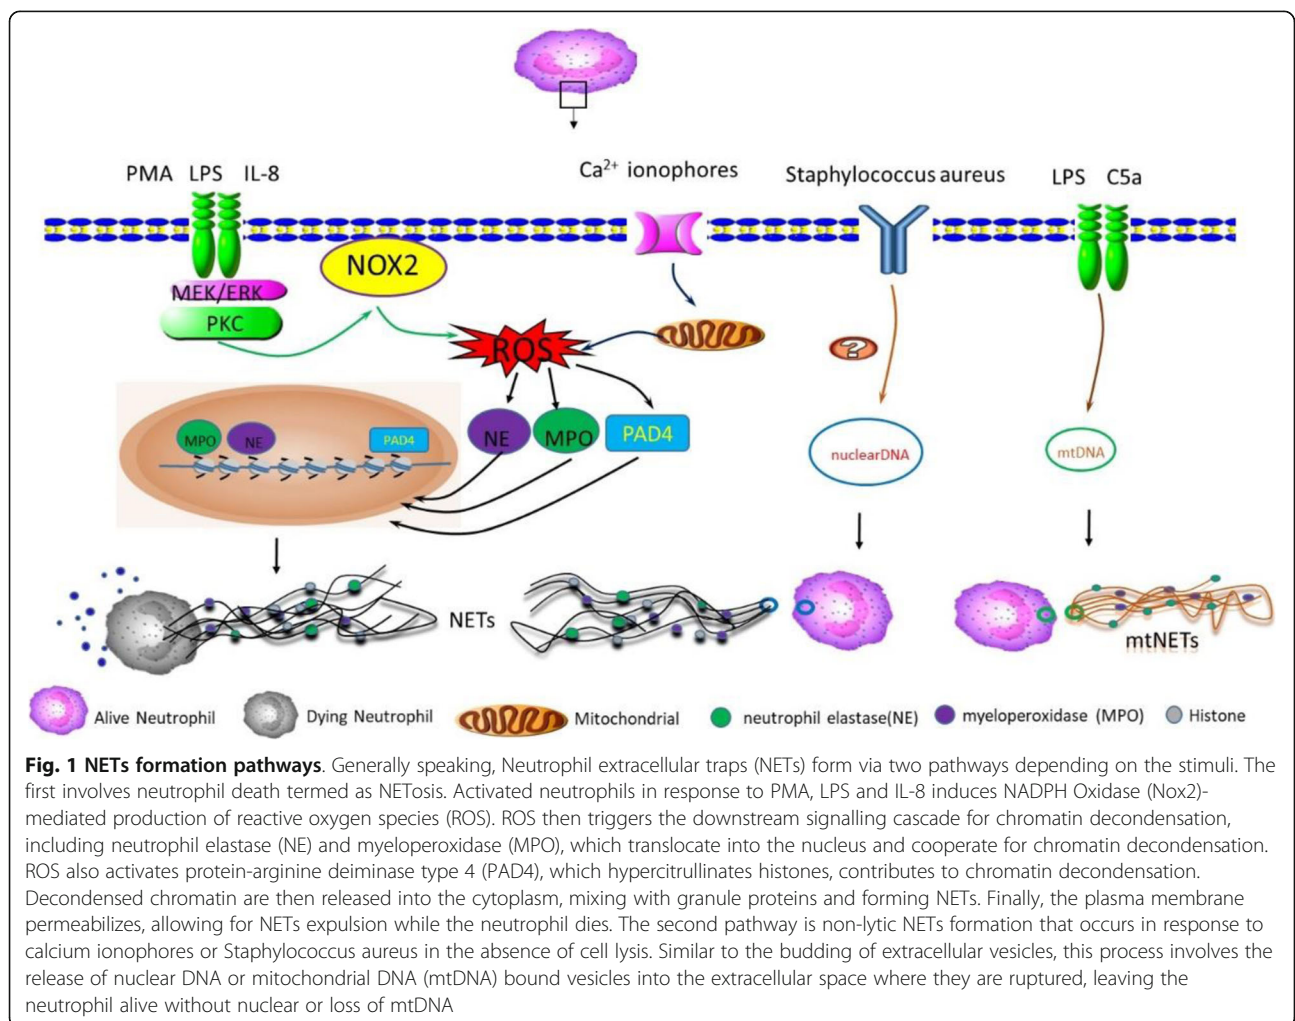 PMA LPS IL-8
Ca2+ ionophores
Staphylococcus aureus
LPS C5a
NOX2
MEK/ERK
PKC
ROS
?
MPO
NE
PAD4
NE
MPO
PAD4
nuclearDNA
mtDNA
NETs
mtNETs
Alive Neutrophil
Dying Neutrophil
Mitochondrial
neutrophil elastase(NE)
myeloperoxidase (MPO)
Histone
Fig. 1 NETs formation pathways. Generally speaking, Neutrophil extracellular traps (NETs) form via two pathways depending on the stimuli. The
first involves neutrophil death termed as NETosis. Activated neutrophils in response to PMA, LPS and IL-8 induces NADPH Oxidase (Nox2)-
mediated production of reactive oxygen species (ROS). ROS then triggers the downstream signalling cascade for chromatin decondensation,
including neutrophil elastase (NE) and myeloperoxidase (MPO), which translocate into the nucleus and cooperate for chromatin decondensation.
ROS also activates protein-arginine deiminase type 4 (PAD4), which hypercitrullinates histones, contributes to chromatin decondensation.
Decondensed chromatin are then released into the cytoplasm, mixing with granule proteins and forming NETs. Finally, the plasma membrane
permeabilizes, allowing for NETs expulsion while the neutrophil dies. The second pathway is non-lytic NETs formation that occurs in response to
calcium ionophores or Staphylococcus aureus in the absence of cell lysis. Similar to the budding of extracellular vesicles, this process involves the
release of nuclear DNA or mitochondrial DNA (mtDNA) bound vesicles into the extracellular space where they are ruptured, leaving the
neutrophil alive without nuclear or loss of mtDNA